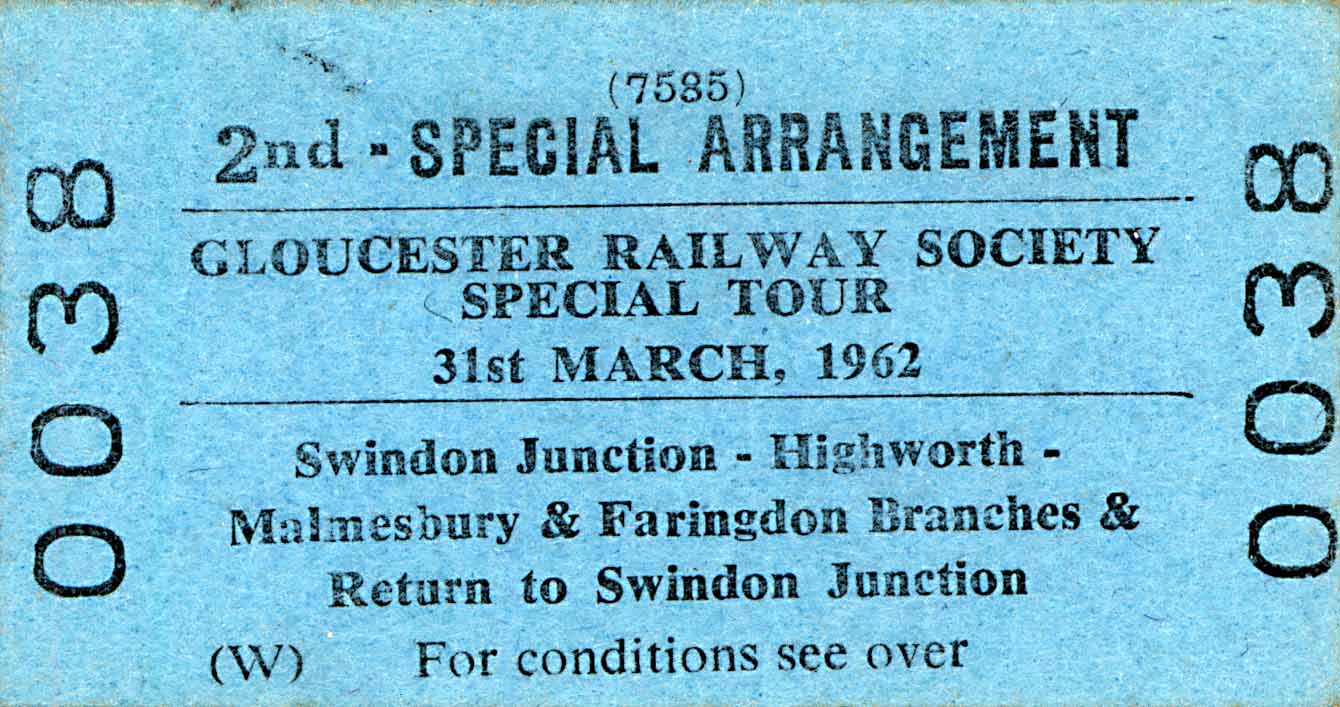 (7585)
2nd - SPECIAL ARRANGEMENT
GLOUCESTER RAILWAY SOCIETY
SPECIAL TOUR
31st MARCH, 1962
Swindon Junction - Highworth -
Malmesbury & Faringdon Branches &
Return to Swindon Junction
(W) For conditions see over
0038
0038